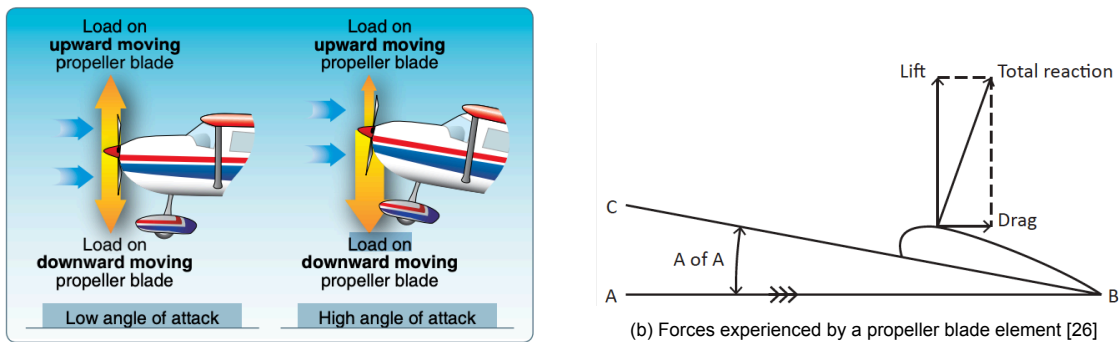 Load on
upward moving
propeller blade
Load on
upward moving
propeller blade
Load on
downward moving
propeller blade
Load on
downward moving
propeller blade
Low angle of attack
High angle of attack
Lift
Total reaction
Drag
C
A of A
A
B
(b) Forces experienced by a propeller blade element [26]